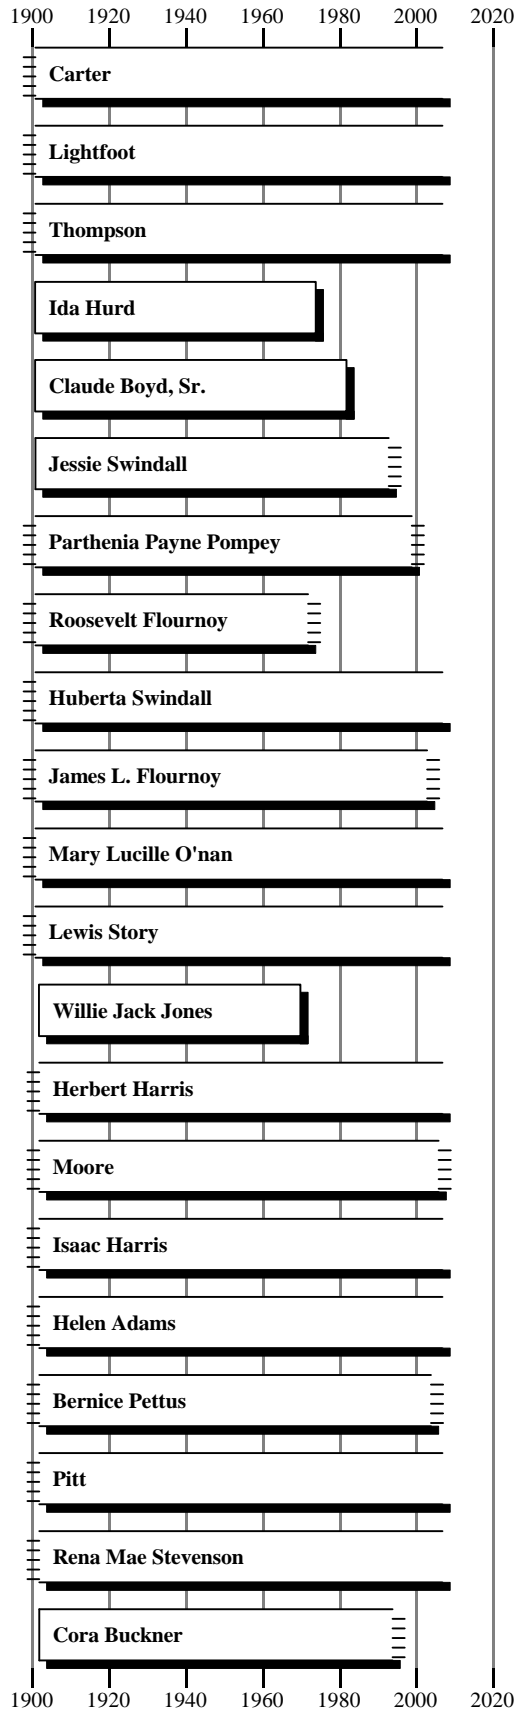 1900 1920 1940 1960 1980 2000 2020
Carter
Lightfoot
Thompson
Ida Hurd
Claude Boyd, Sr.
Jessie Swindall
Parthenia Payne Pompey
Roosevelt Flournoy
Huberta Swindall
James L. Flournoy
Mary Lucille O'nan
Lewis Story
Willie Jack Jones
Herbert Harris
Moore
Isaac Harris
Helen Adams
Bernice Pettus
Pitt
Rena Mae Stevenson
Cora Buckner
1900 1920 1940 1960 1980 2000 2020